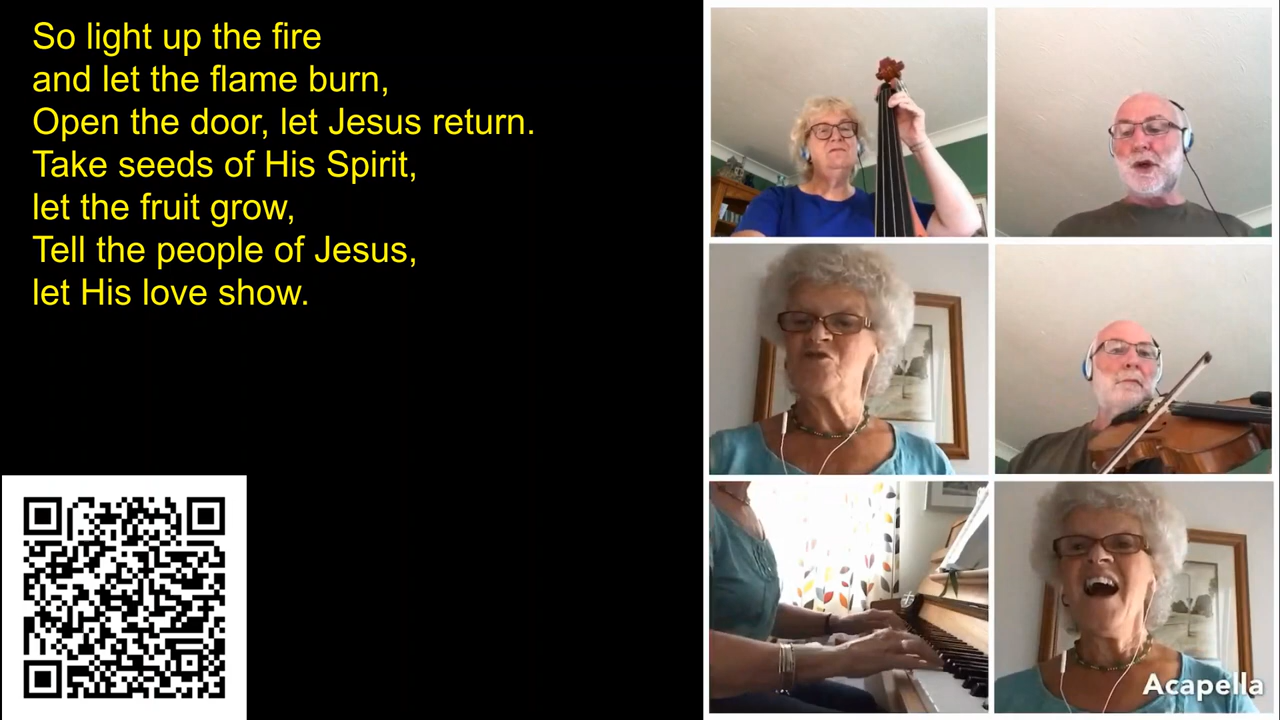 So light up the fire
and let the flame burn,
Open the door, let Jesus return.
Take seeds of His Spirit,
let the fruit grow,
Tell the people of Jesus,
let His love show.
Acapella